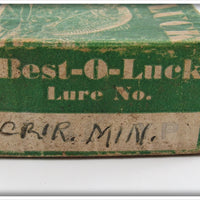 Best-O-Luck
Lure No.
CRIR. MIN.